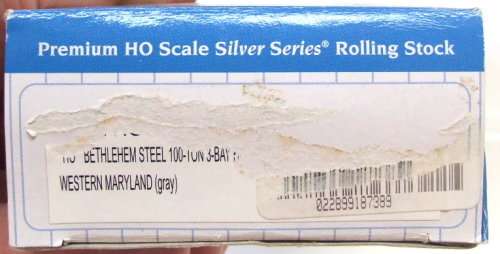 Premium HO Scale Silver Series® Rolling Stock
BETHLEHEM STEEL 100-TON 3-BAY
WESTERN MARYLAND (gray)
022899187389